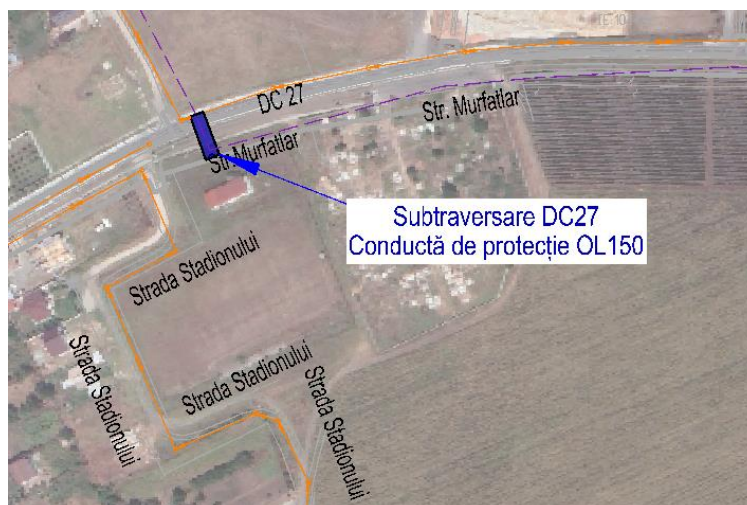 DC 27
Str. Murfatlar
Str.Murfatlar
Subtraversare DC27
Conductă de protecție OL150
Strada Stadionului
Strada Stadionului
Strada Stadionului
Strada Stadionului